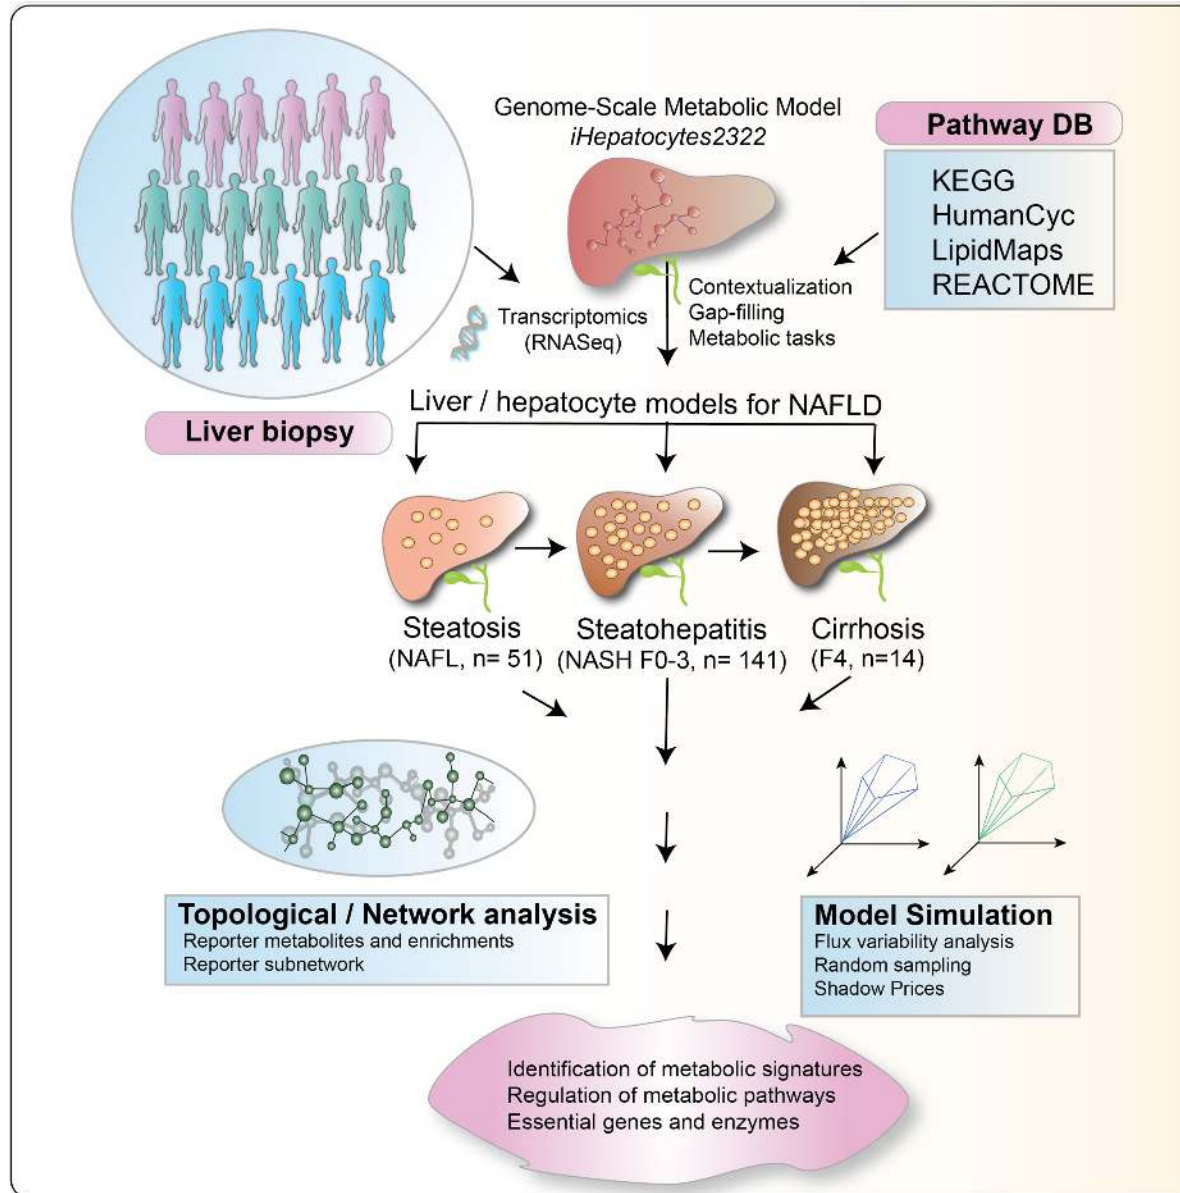 Genome-Scale Metabolic Model
iHepatocytes2322
Pathway DB
KEGG
HumanCyc
LipidMaps
REACTOME
Transcriptomics
(RNASeq)
Contextualization
Gap-filling
Metabolic tasks
Liver biopsy
Liver / hepatocyte models for NAFLD
Steatosis
(NAFL, n= 51)
Steatohepatitis
(NASH F0-3, n= 141)
Cirrhosis
(F4, n=14)
Topological / Network analysis
Reporter metabolites and enrichments
Reporter subnetwork
Model Simulation
Flux variability analysis
Random sampling
Shadow Prices
Identification of metabolic signatures
Regulation of metabolic pathways
Essential genes and enzymes